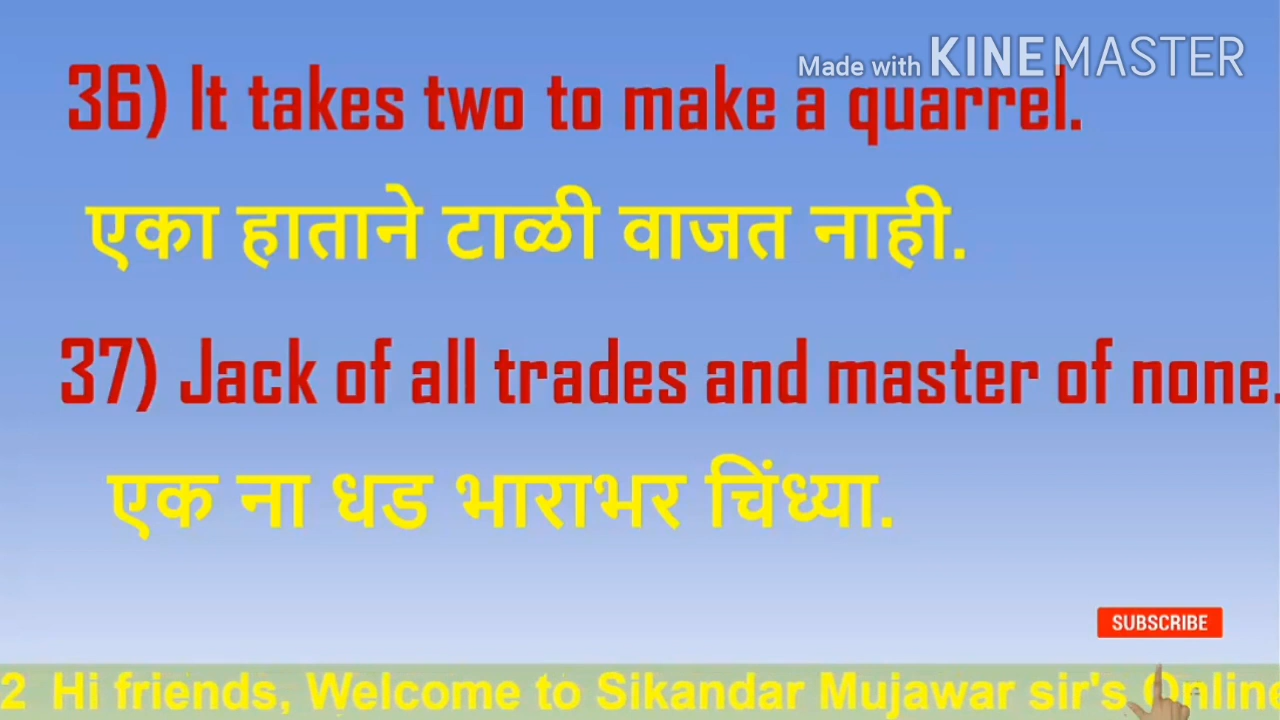 Made with KINEMASTER
36) It takes two to make a quarrel.
एका हाताने टाळी वाजत नाही.
37) Jack of all trades and master of none.
एक ना धड भाराभर चिंध्या.
SUBSCRIBE
2 Hi friends, Welcome to Sikandar Mujawar sir's Online